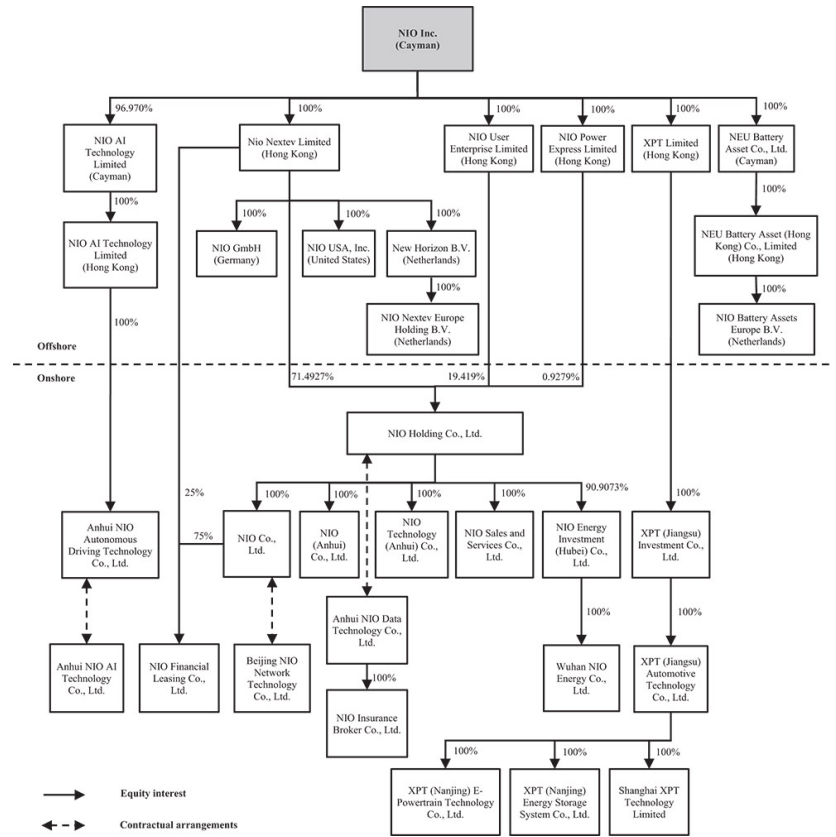 NIO Inc.
(Cayman)
96.970%
100%
100%
100%
100%
100%
NIO AI
Technology
Limited
(Cayman)
Nio Nextev Limited
(Hong Kong)
NIO User
Enterprise Limited
(Hong Kong)
NIO Power
Express Limited
(Hong Kong)
XPT Limited
(Hong Kong)
NEU Battery
Asset Co., Ltd.
(Cayman)
100%
100%
100%
100%
100%
NIO AI Technology
Limited
(Hong Kong)
NIO GmbH
(Germany)
NIO USA, Inc.
(United States)
New Horizon B.V.
(Netherlands)
NEU Battery Asset (Hong
Kong) Co., Limited
(Hong Kong)
100%
100%
100%
NIO Nextev Europe
Holding B.V.
(Netherlands)
NIO Battery Assets
Europe B.V.
(Netherlands)
Offshore
Onshore
71.4927%
19.419%
0.9279%
NIO Holding Co., Ltd.
25%
100%
100%
100%
100%
90.9073%
100%
Anhui NIO
Autonomous
Driving Technology
Co., Ltd.
75%
NIO Co.,
Ltd.
NIO
(Anhui)
Co., Ltd.
NIO
Technology
(Anhui) Co.,
Ltd.
NIO Sales and
Services Co.,
Ltd.
NIO Energy
Investment
(Hubei) Co.,
Ltd.
XPT (Jiangsu)
Investment Co.,
Ltd.
100%
100%
Anhui NIO AI
Technology
Co., Ltd.
NIO Financial
Leasing Co.,
Ltd.
Beijing NIO
Network
Technology
Co., Ltd.
Anhui NIO Data
Technology Co.,
Ltd.
Wuhan NIO
Energy Co.,
Ltd.
XPT (Jiangsu)
Automotive
Technology
Co., Ltd.
100%
NIO Insurance
Broker Co., Ltd.
100%
100%
100%
XPT (Nanjing) E-
Powertrain Technology
Co., Ltd.
XPT (Nanjing)
Energy Storage
System Co., Ltd.
Shanghai XPT
Technology
Limited
Equity interest
Contractual arrangements